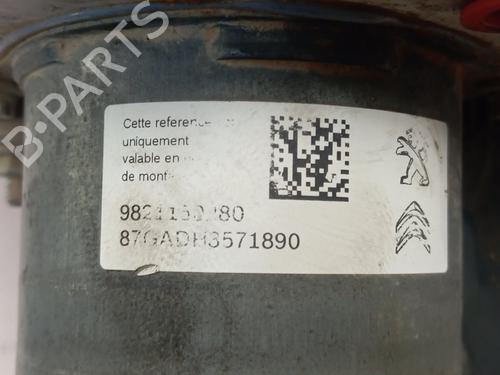 B-PARTS
Cette
uniquement
valable en
de
87GADH3571890